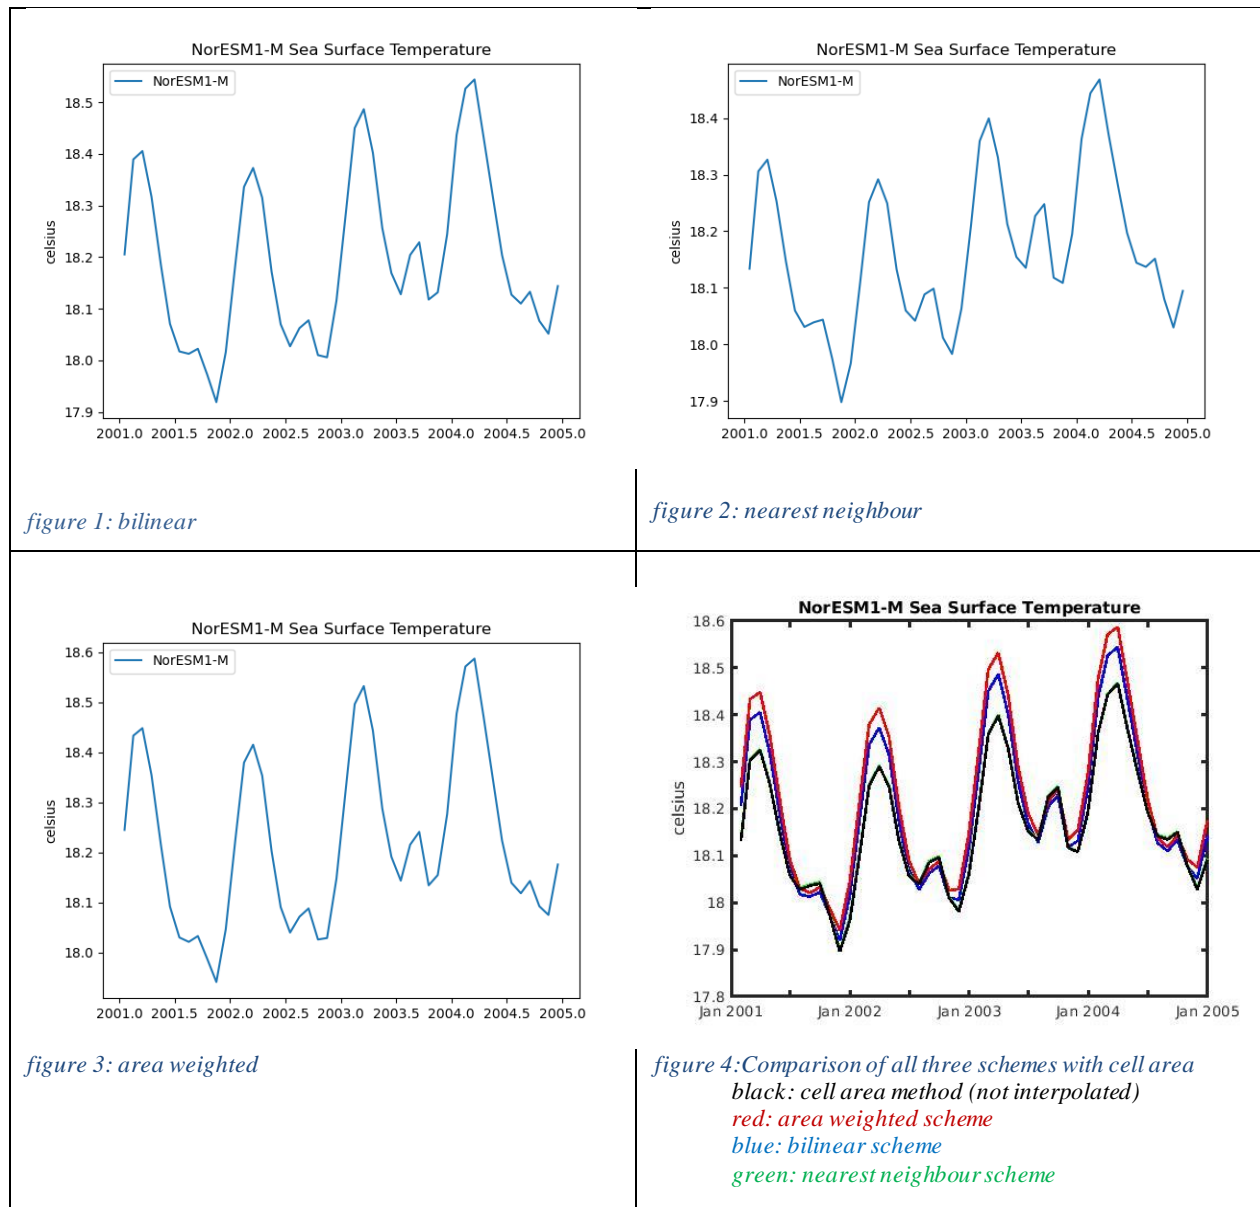 NorESM1-M Sea Surface Temperature
NorESM1-M
celsius
18.5
18.4
18.3
18.2
18.1
18.0
17.9
2001.0 2001.5 2002.0 2002.5 2003.0 2003.5 2004.0 2004.5 2005.0
figure 1: bilinear
NorESM1-M Sea Surface Temperature
NorESM1-M
celsius
18.4
18.3
18.2
18.1
18.0
17.9
2001.0 2001.5 2002.0 2002.5 2003.0 2003.5 2004.0 2004.5 2005.0
figure 2: nearest neighbour
NorESM1-M Sea Surface Temperature
NorESM1-M
celsius
18.6
18.5
18.4
18.3
18.2
18.1
18.0
2001.0 2001.5 2002.0 2002.5 2003.0 2003.5 2004.0 2004.5 2005.0
figure 3: area weighted
NorESM1-M Sea Surface Temperature
celsius
18.6
18.5
18.4
18.3
18.2
18.1
18
17.9
17.8
Jan 2001 Jan 2002 Jan 2003 Jan 2004 Jan 2005
figure 4:Comparison of all three schemes with cell area
black: cell area method (not interpolated)
red: area weighted scheme
blue: bilinear scheme
green: nearest neighbour scheme